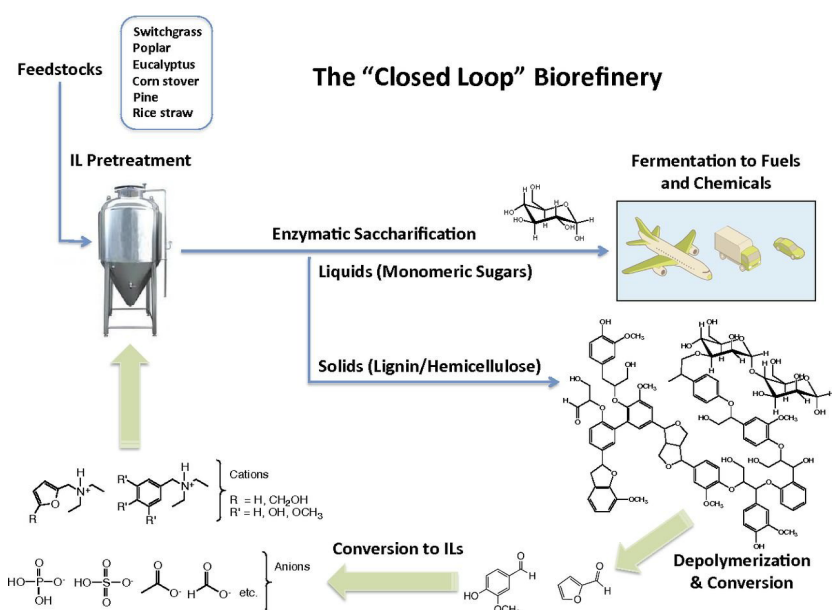 The “Closed Loop” Biorefinery
Feedstocks
Switchgrass
Poplar
Eucalyptus
Corn stover
Pine
Rice straw
IL Pretreatment
Enzymatic Saccharification
Liquids (Monomeric Sugars)
Solids (Lignin/Hemicellulose)
Fermentation to Fuels
and Chemicals
Depolymerization
& Conversion
Conversion to ILs
Cations
R = H, CH₂OH
R' = H, OH, OCH₃
Anions
etc.